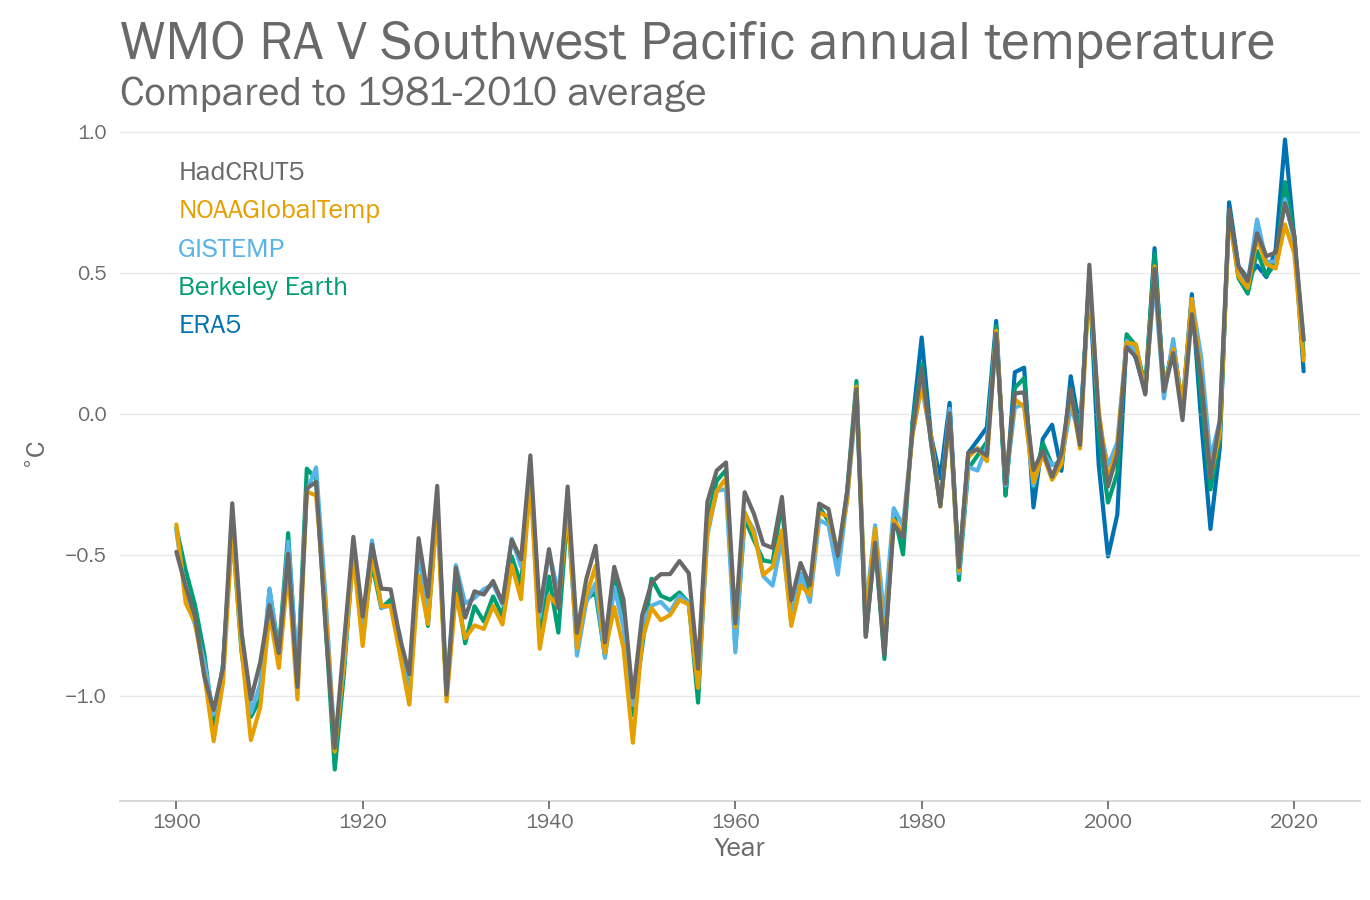 WMO RA V Southwest Pacific annual temperature
Compared to 1981-2010 average
1.0
HadCRUT5
NOAAGlobalTemp
GISTEMP
0.5
Berkeley Earth
ERA5
0.0
°C
−0.5
−1.0
1900 1920 1940 1960 1980 2000 2020
Year